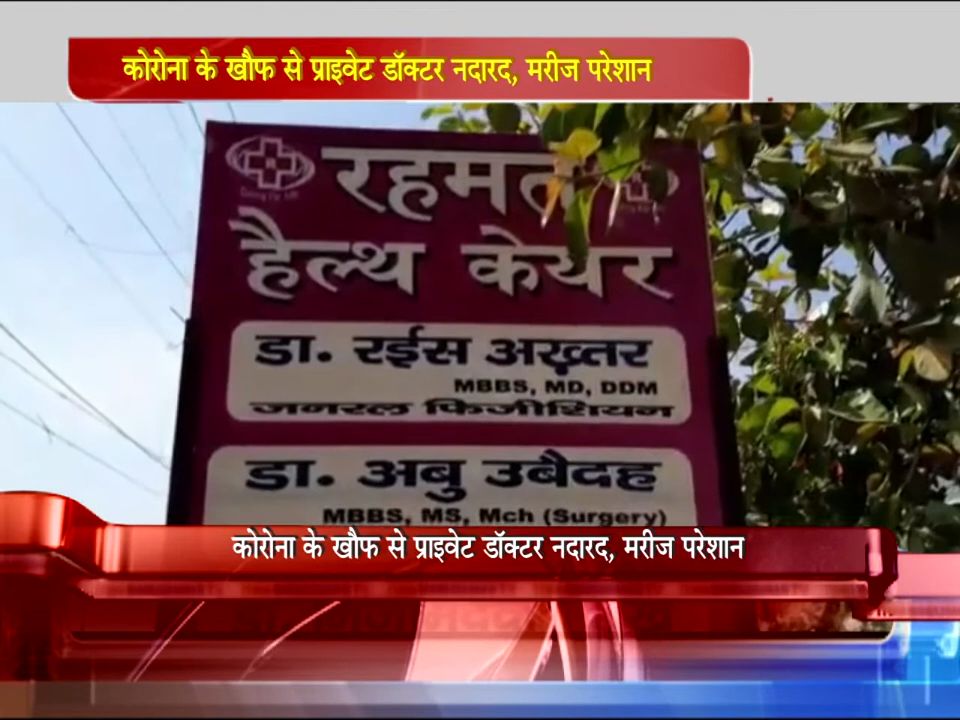 कोरोना के खौफ से प्राइवेट डॉक्टर नदारद, मरीज परेशान
रहमत
हैल्थ केयर
डा. रईस अख़्तर
MBBS, MD, DDM
जनरल फिजीशियन
डा. अबु उबैदह
MBBS, MS, Mch (Surgery)
कोरोना के खौफ से प्राइवेट डॉक्टर नदारद, मरीज परेशान